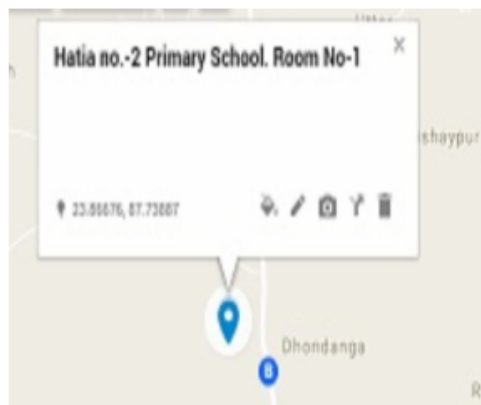 Hatia no.-2 Primary School. Room No-1
shaypur
23.86676, 87.73887
Dhondanga
B
R